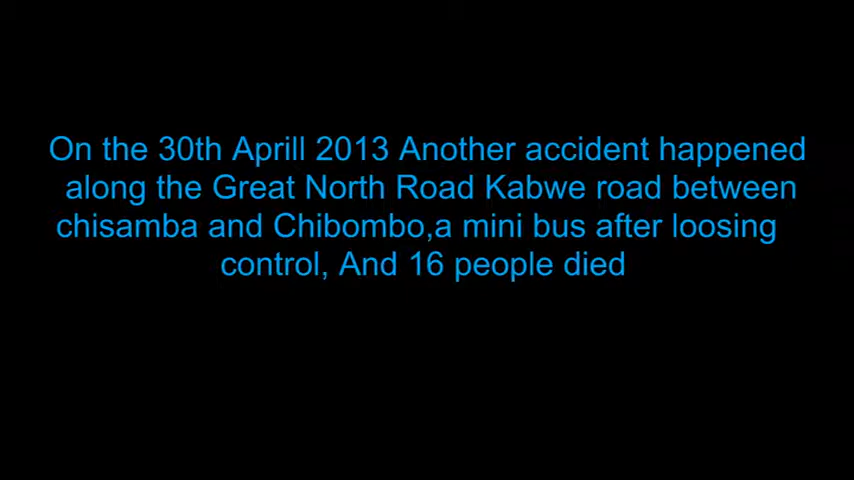 On the 30th Aprill 2013 Another accident happened
along the Great North Road Kabwe road between
chisamba and Chibombo,a mini bus after loosing
control, And 16 people died